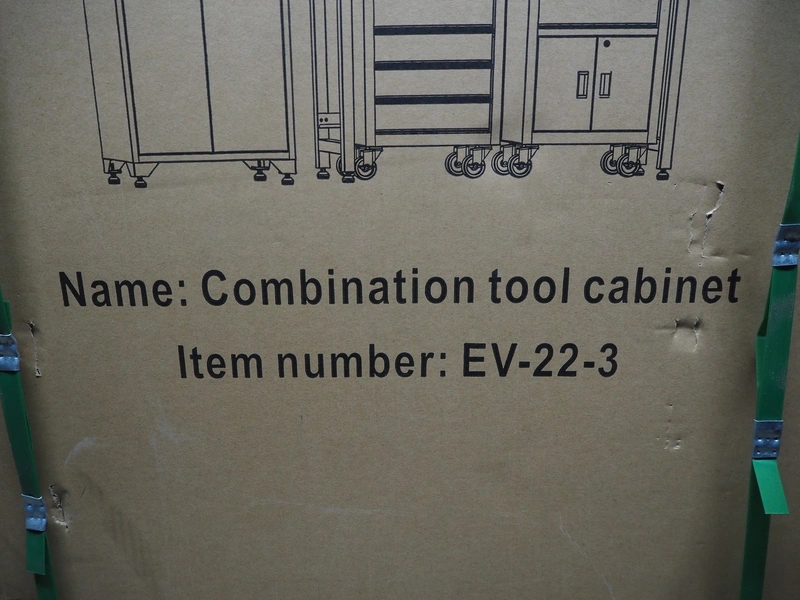 Name: Combination tool cabinet
Item number: EV-22-3